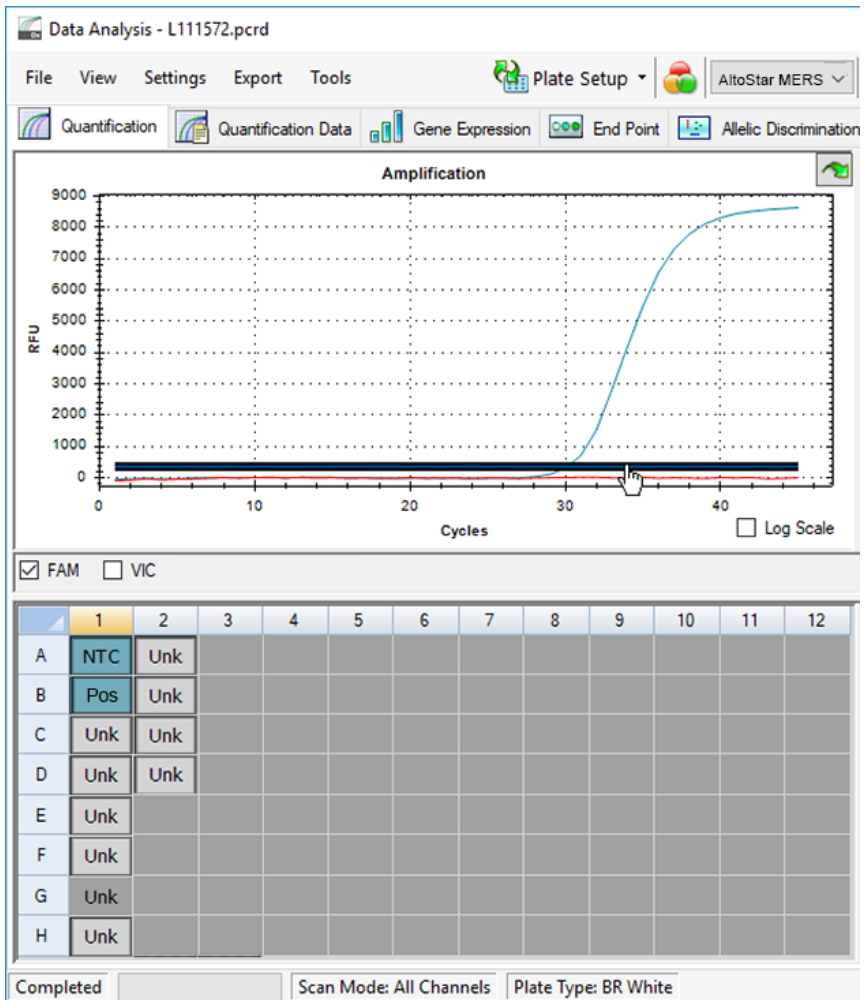 Data Analysis - L111572.pcrd
File View Settings Export Tools Plate Setup AltoStar MERS
Quantification Quantification Data Gene Expression End Point Allelic Discrimination
Amplification
9000
8000
7000
6000
5000
4000
3000
2000
1000
0
RFU
0 10 20 30 40
Cycles
Log Scale
FAM VIC
1 2 3 4 5 6 7 8 9 10 11 12
A NTC Unk
B Pos Unk
C Unk Unk
D Unk Unk
E Unk
F Unk
G Unk
H Unk
Completed Scan Mode: All Channels Plate Type: BR White